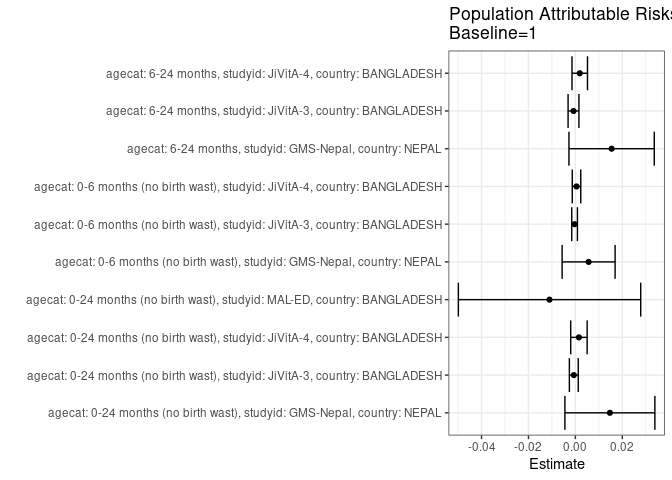 Population Attributable Risks
Baseline=1
agecat: 6-24 months, studyid: JiVitA-4, country: BANGLADESH
agecat: 6-24 months, studyid: JiVitA-3, country: BANGLADESH
agecat: 6-24 months, studyid: GMS-Nepal, country: NEPAL
agecat: 0-6 months (no birth wast), studyid: JiVitA-4, country: BANGLADESH
agecat: 0-6 months (no birth wast), studyid: JiVitA-3, country: BANGLADESH
agecat: 0-6 months (no birth wast), studyid: GMS-Nepal, country: NEPAL
agecat: 0-24 months (no birth wast), studyid: MAL-ED, country: BANGLADESH
agecat: 0-24 months (no birth wast), studyid: JiVitA-4, country: BANGLADESH
agecat: 0-24 months (no birth wast), studyid: JiVitA-3, country: BANGLADESH
agecat: 0-24 months (no birth wast), studyid: GMS-Nepal, country: NEPAL
-0.04 -0.02 0.00 0.02
Estimate